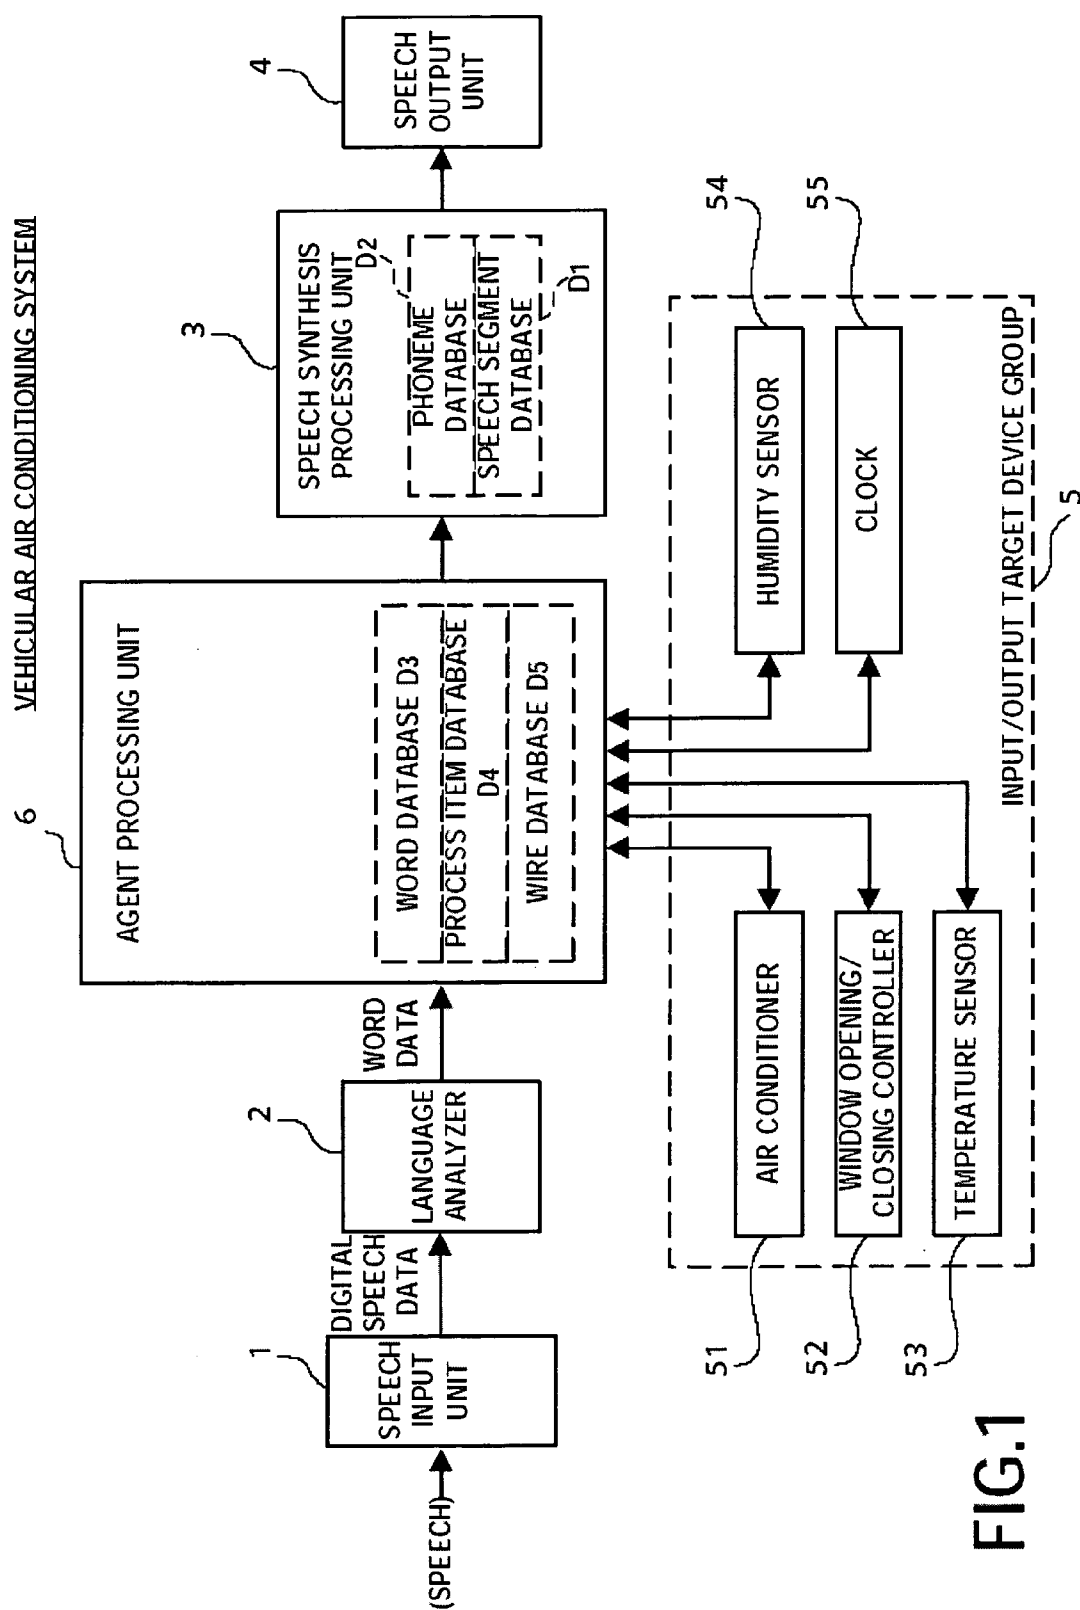 VEHICULAR AIR CONDITIONING SYSTEM
6
AGENT PROCESSING UNIT
WORD DATABASE D3
PROCESS ITEM DATABASE
D4
WIRE DATABASE D5
3
SPEECH SYNTHESIS
PROCESSING UNIT
D2
PHONEME
DATABASE
SPEECH SEGMENT
DATABASE
D1
4
SPEECH
OUTPUT
UNIT
(SPEECH)
1
SPEECH
INPUT
UNIT
DIGITAL
SPEECH
DATA
2
LANGUAGE
ANALYZER
WORD
DATA
51
AIR CONDITIONER
52
WINDOW OPENING/
CLOSING CONTROLLER
53
TEMPERATURE SENSOR
54
HUMIDITY SENSOR
55
CLOCK
INPUT/OUTPUT TARGET DEVICE GROUP
5
FIG.1